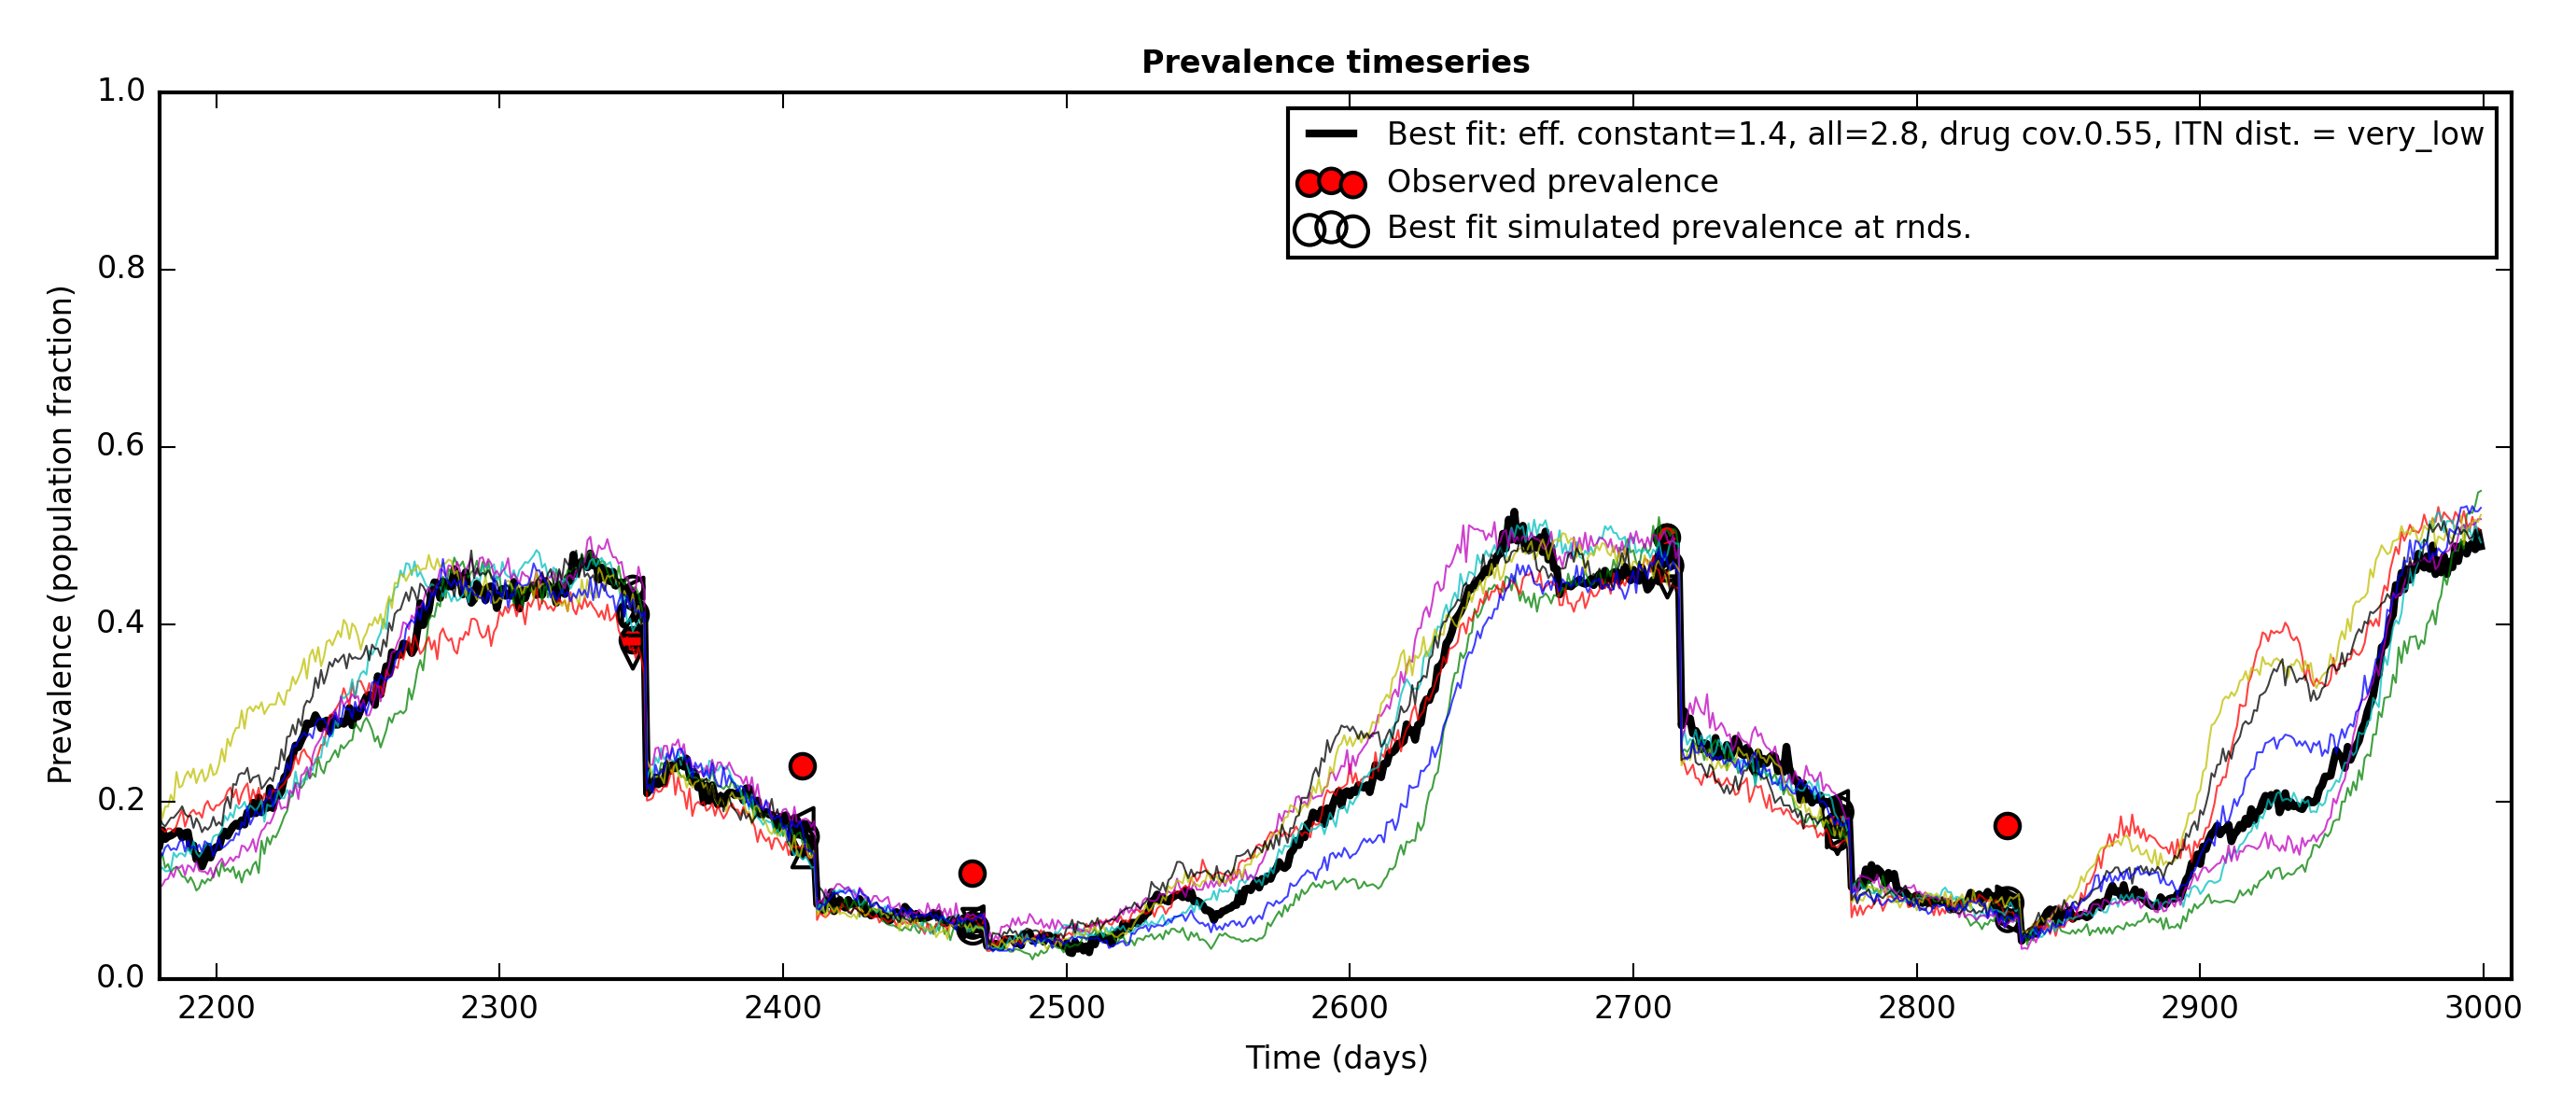 Prevalence timeseries
Best fit: eff. constant=1.4, all=2.8, drug cov.0.55, ITN dist. = very_low
Observed prevalence
Best fit simulated prevalence at rnds.
Prevalence (population fraction)
1.0
0.8
0.6
0.4
0.2
0.0
2200 2300 2400 2500 2600 2700 2800 2900 3000
Time (days)